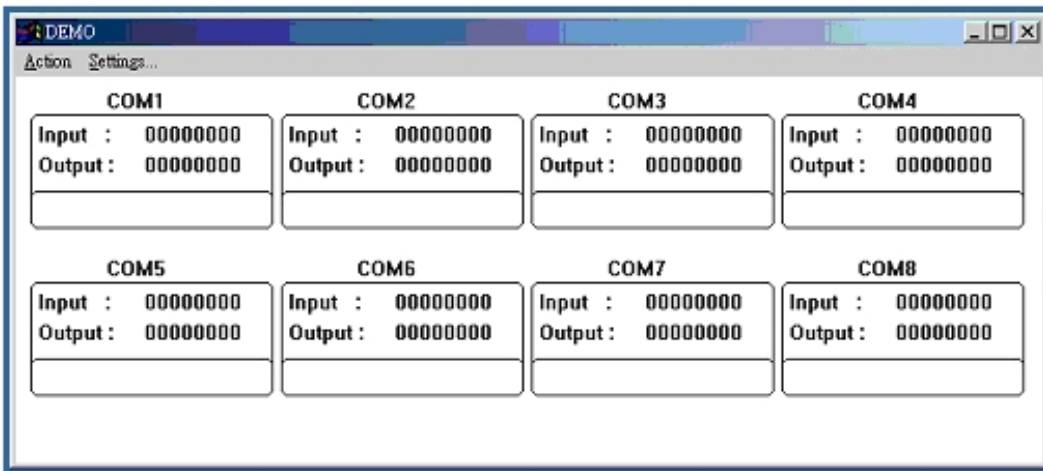 DEMO
Action Settings...
COM1 COM2 COM3 COM4
Input : 00000000 Input : 00000000 Input : 00000000 Input : 00000000
Output : 00000000 Output : 00000000 Output : 00000000 Output : 00000000
COM5 COM6 COM7 COM8
Input : 00000000 Input : 00000000 Input : 00000000 Input : 00000000
Output : 00000000 Output : 00000000 Output : 00000000 Output : 00000000